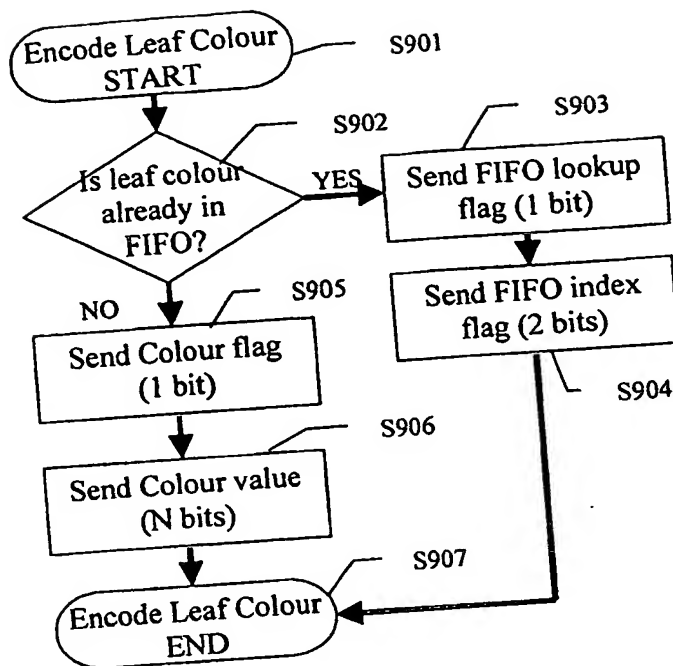 Encode Leaf Colour
START
S901
S902
Is leaf colour
already in
FIFO?
YES
S903
Send FIFO lookup
flag (1 bit)
Send FIFO index
flag (2 bits)
S904
NO
S905
Send Colour flag
(1 bit)
S906
Send Colour value
(N bits)
S907
Encode Leaf Colour
END